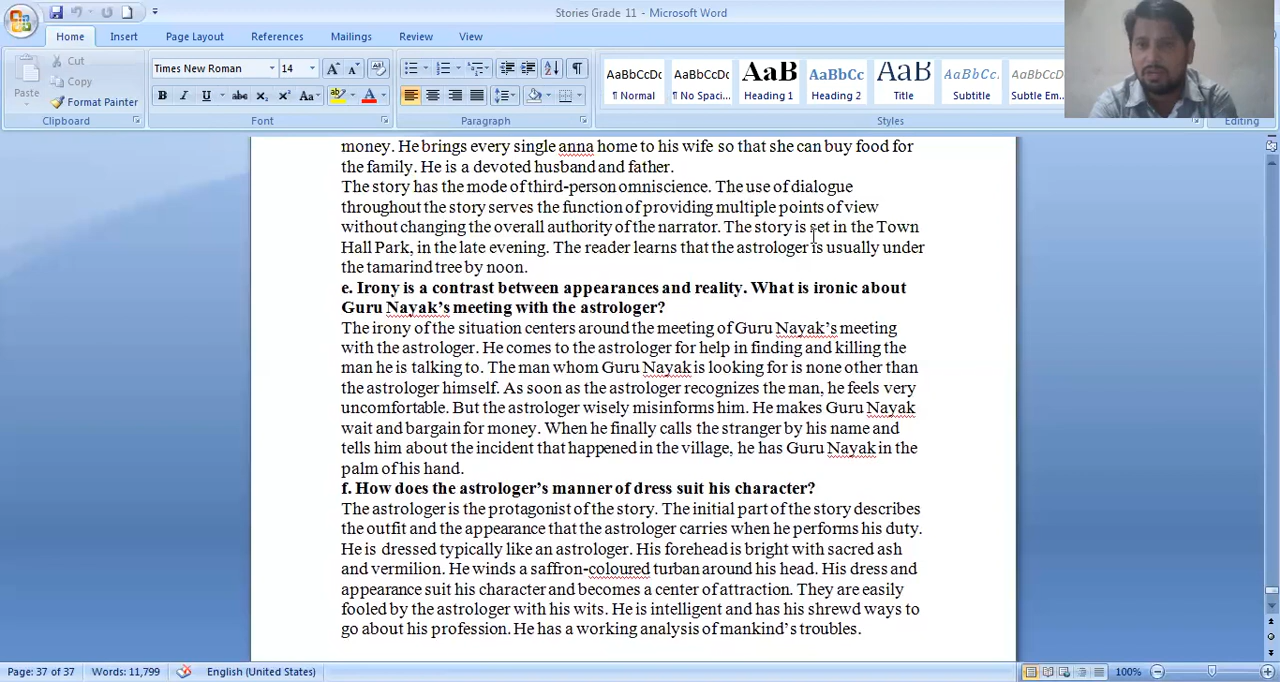 Stories Grade 11 - Microsoft Word
Home Insert Page Layout References Mailings Review View
Paste
Cut
Copy
Format Painter
Clipboard
Times New Roman 14
B I U abc X₂ X² Aa A
Font
Paragraph
AaBbCcDc AaBbCcDc AaB AaBbCc AaB AaBbCc. AaBbCcD
¶ Normal ¶ No Spaci... Heading 1 Heading 2 Title Subtitle Subtle Em...
Styles
Editing
money. He brings every single anna home to his wife so that she can buy food for
the family. He is a devoted husband and father.
The story has the mode of third-person omniscience. The use of dialogue
throughout the story serves the function of providing multiple points of view
without changing the overall authority of the narrator. The story is set in the Town
Hall Park, in the late evening. The reader learns that the astrologer is usually under
the tamarind tree by noon.
e. Irony is a contrast between appearances and reality. What is ironic about
Guru Nayak’s meeting with the astrologer?
The irony of the situation centers around the meeting of Guru Nayak’s meeting
with the astrologer. He comes to the astrologer for help in finding and killing the
man he is talking to. The man whom Guru Nayak is looking for is none other than
the astrologer himself. As soon as the astrologer recognizes the man, he feels very
uncomfortable. But the astrologer wisely misinforms him. He makes Guru Nayak
wait and bargain for money. When he finally calls the stranger by his name and
tells him about the incident that happened in the village, he has Guru Nayak in the
palm of his hand.
f. How does the astrologer’s manner of dress suit his character?
The astrologer is the protagonist of the story. The initial part of the story describes
the outfit and the appearance that the astrologer carries when he performs his duty.
He is dressed typically like an astrologer. His forehead is bright with sacred ash
and vermilion. He winds a saffron-coloured turban around his head. His dress and
appearance suit his character and becomes a center of attraction. They are easily
fooled by the astrologer with his wits. He is intelligent and has his shrewd ways to
go about his profession. He has a working analysis of mankind’s troubles.
Page: 37 of 37 Words: 11,799 English (United States) 100%